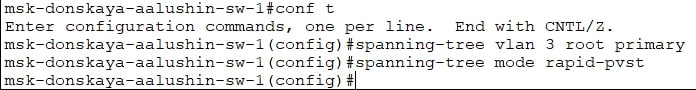 msk-donskaya-aalushin-sw-1#conf t
Enter configuration commands, one per line.  End with CNTL/Z.
msk-donskaya-aalushin-sw-1(config)#spanning-tree vlan 3 root primary
msk-donskaya-aalushin-sw-1(config)#spanning-tree mode rapid-pvst
msk-donskaya-aalushin-sw-1(config)#